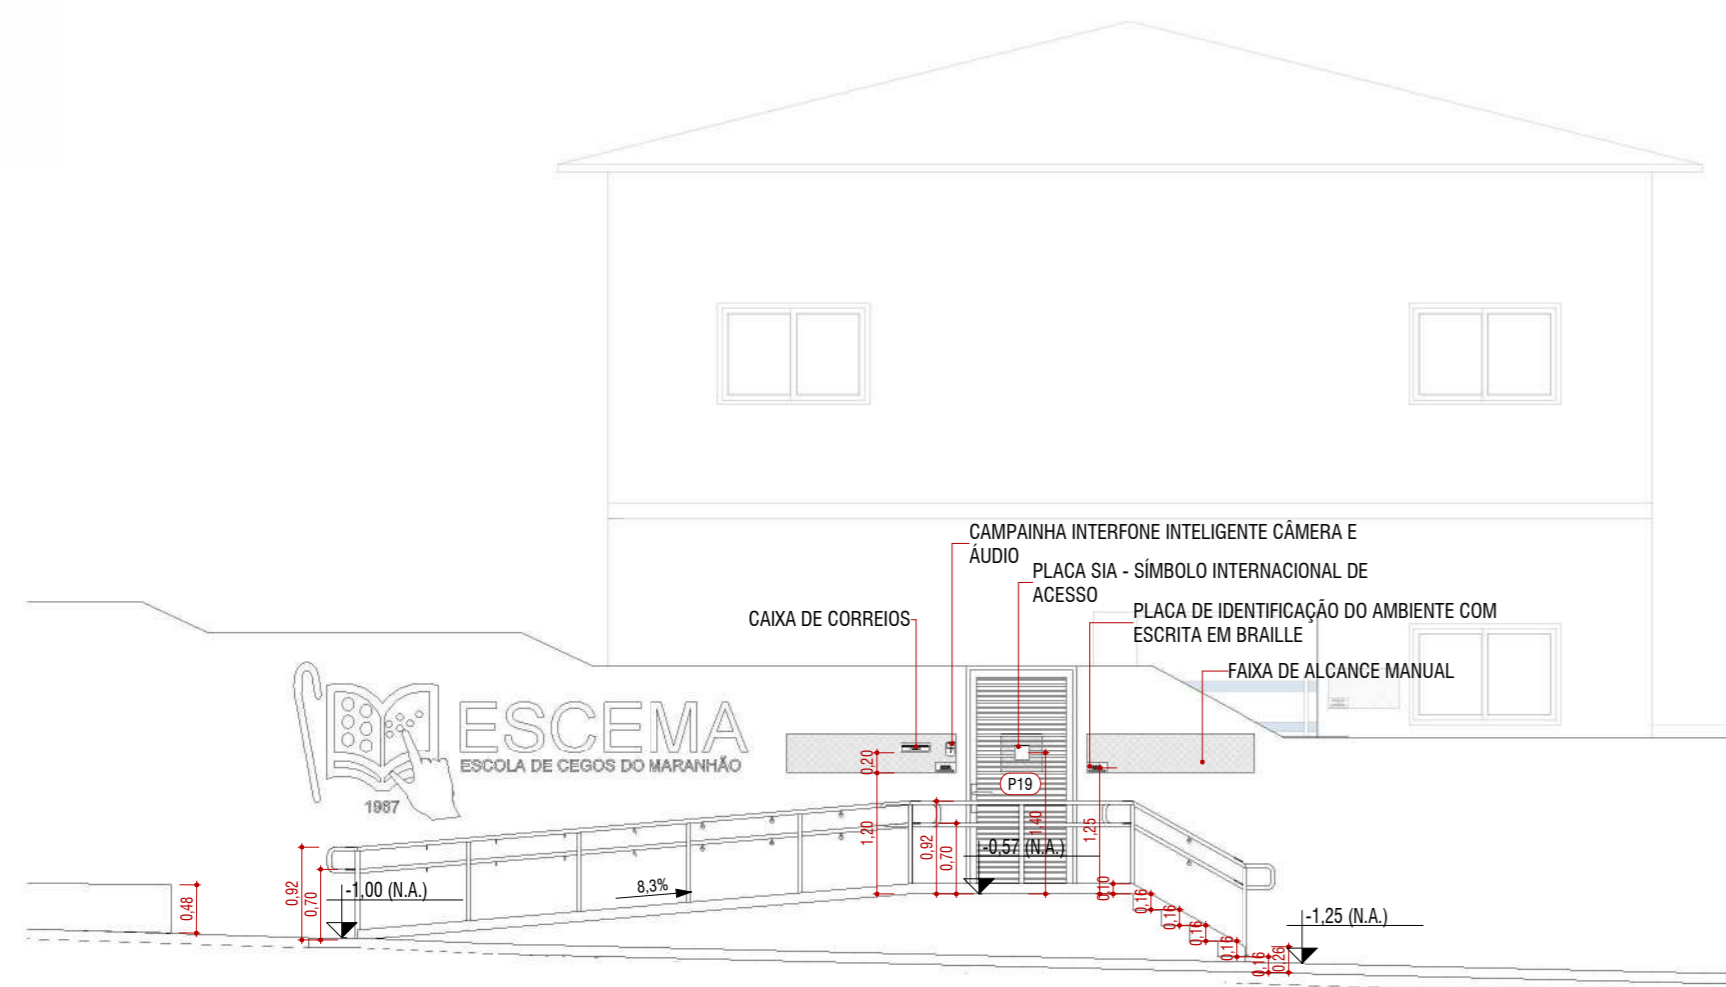 CAMPAINHA INTERFONE INTELIGENTE CÂMERA E
ÁUDIO
PLACA SIA - SÍMBOLO INTERNACIONAL DE
ACESSO
CAIXA DE CORREIOS
PLACA DE IDENTIFICAÇÃO DO AMBIENTE COM
ESCRITA EM BRAILLE
FAIXA DE ALCANCE MANUAL
ESCEMA
ESCOLA DE CEGOS DO MARANHÃO
1987
P19
0,20
1,20
0,92
0,70
1,40
1,25
-0,57 (N.A.)
0,10
0,92
0,70
-1,00 (N.A.)
8,3%
0,48
0,16
0,16
0,16
0,16
0,16
0,26
-1,25 (N.A.)